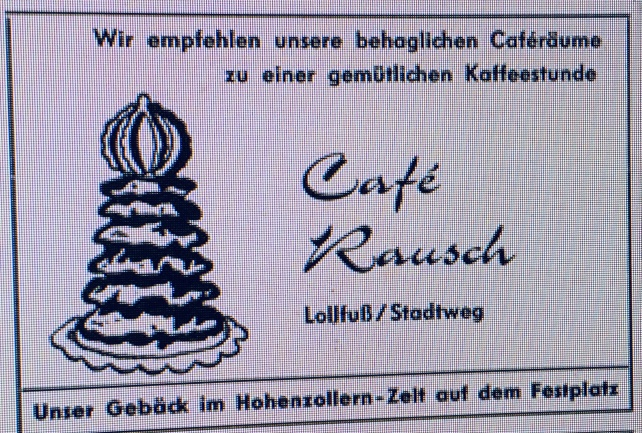 Wir empfehlen unsere behaglichen Caféräume
zu einer gemütlichen Kaffeestunde
Café
Rausch
Lollfuß/Stadtweg
Unser Gebäck im Hohenzollern-Zelt auf dem Festplatz